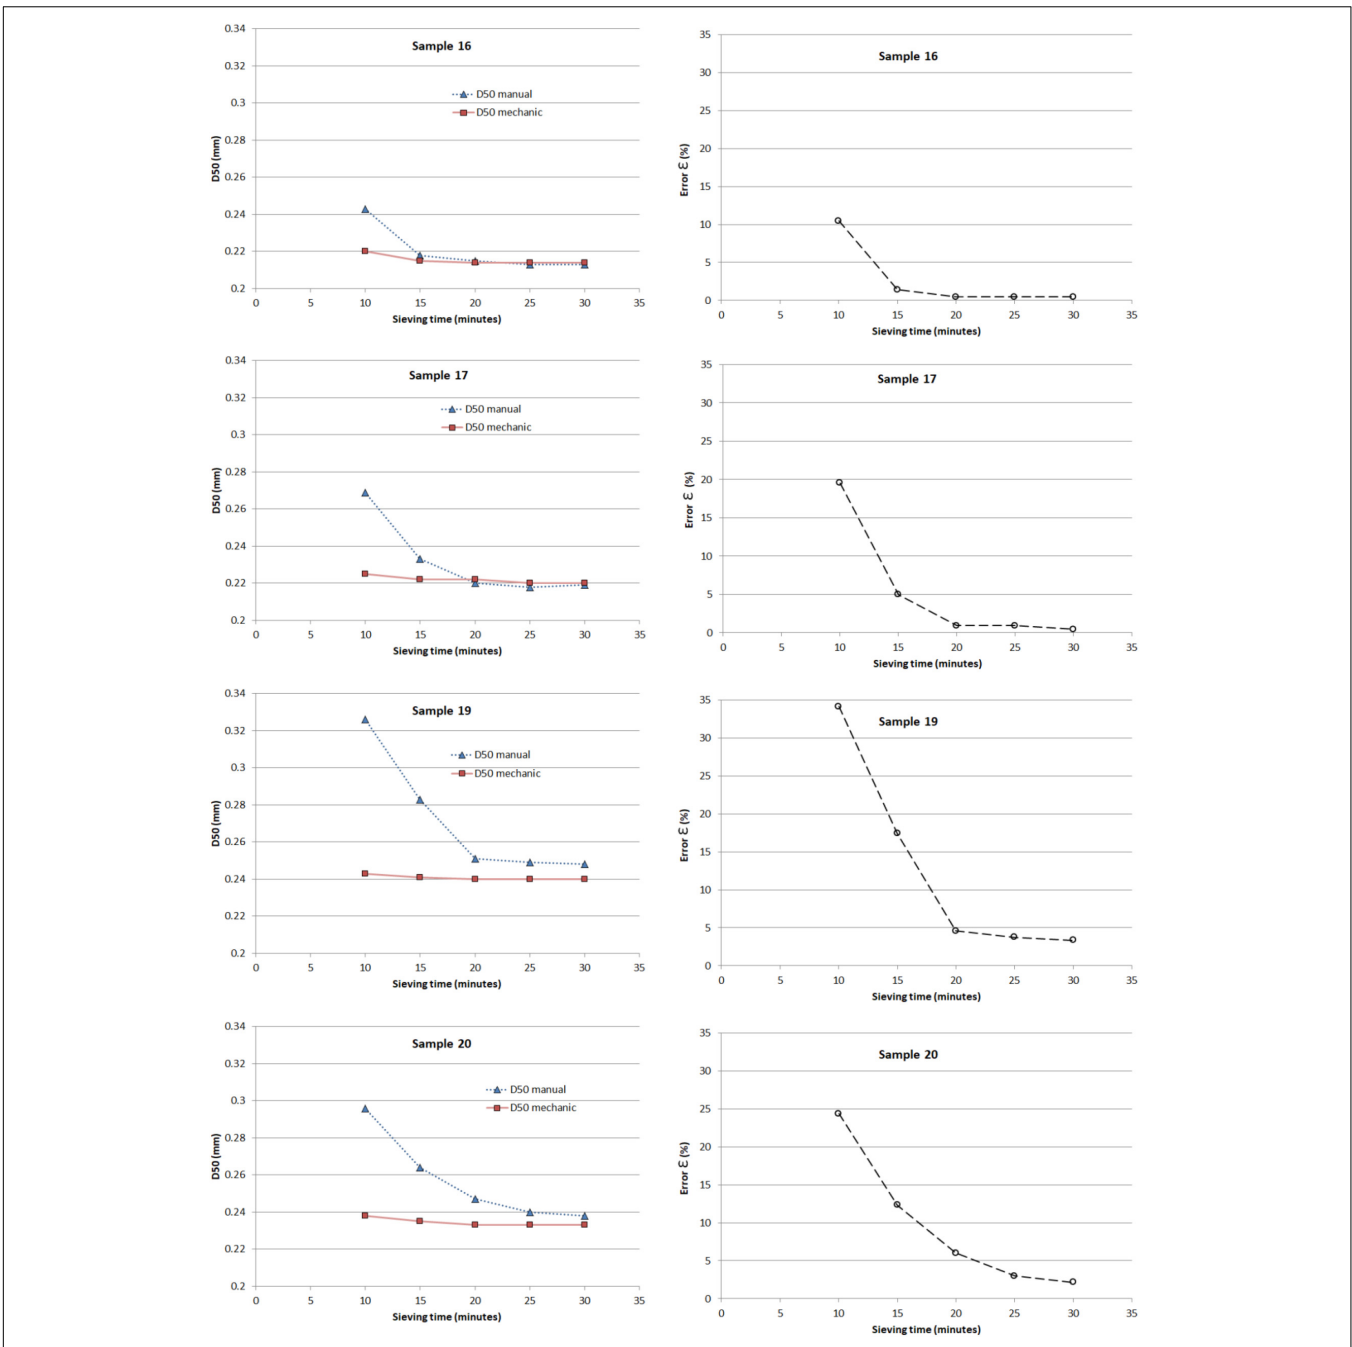 Sample 16
D50 (mm)
0.34
0.32
0.3
0.28
0.26
0.24
0.22
0.2
D50 manual
D50 mechanic
0 5 10 15 20 25 30 35
Sieving time (minutes)
Sample 16
Error Ɛ (%)
35
30
25
20
15
10
5
0
0 5 10 15 20 25 30 35
Sieving time (minutes)
Sample 17
D50 (mm)
0.34
0.32
0.3
0.28
0.26
0.24
0.22
0.2
D50 manual
D50 mechanic
0 5 10 15 20 25 30 35
Sieving time (minutes)
Sample 17
Error Ɛ (%)
35
30
25
20
15
10
5
0
0 5 10 15 20 25 30 35
Sieving time (minutes)
Sample 19
D50 (mm)
0.34
0.32
0.3
0.28
0.26
0.24
0.22
0.2
D50 manual
D50 mechanic
0 5 10 15 20 25 30 35
Sieving time (minutes)
Sample 19
Error Ɛ (%)
35
30
25
20
15
10
5
0
0 5 10 15 20 25 30 35
Sieving time (minutes)
Sample 20
D50 (mm)
0.34
0.32
0.3
0.28
0.26
0.24
0.22
0.2
D50 manual
D50 mechanic
0 5 10 15 20 25 30 35
Sieving time (minutes)
Sample 20
Error Ɛ (%)
35
30
25
20
15
10
5
0
0 5 10 15 20 25 30 35
Sieving time (minutes)